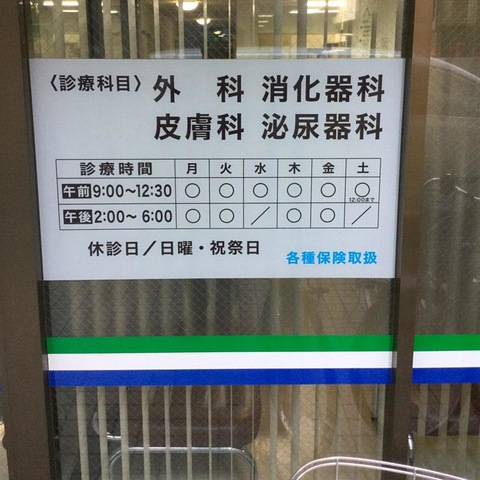 〈診療科目〉 外 科 消化器科
皮膚科 泌尿器科
診療時間 月 火 水 木 金 土
午前 9:00〜12:30 ○ ○ ○ ○ ○ ○ 12:00まで
午後 2:00〜 6:00 ○ ○ ／ ○ ○ ／
休診日／日曜・祝祭日
各種保険取扱